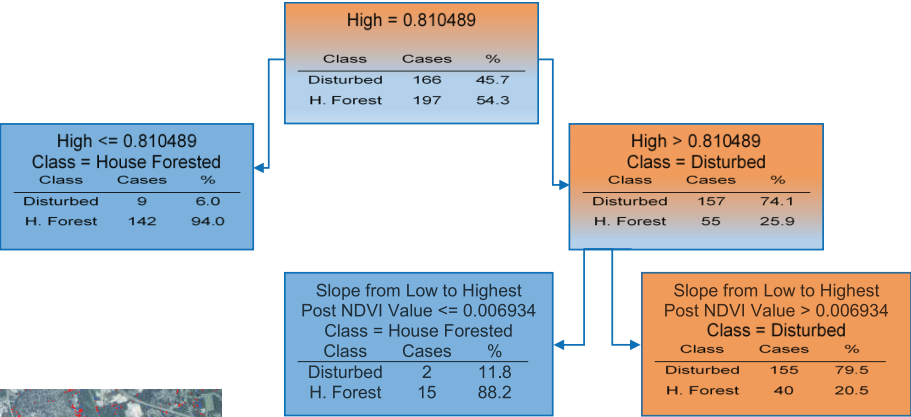 High = 0.810489
Class Cases %
Disturbed 166 45.7
H. Forest 197 54.3
High <= 0.810489
Class = House Forested
Class Cases %
Disturbed 9 6.0
H. Forest 142 94.0
High > 0.810489
Class = Disturbed
Class Cases %
Disturbed 157 74.1
H. Forest 55 25.9
Slope from Low to Highest
Post NDVI Value <= 0.006934
Class = House Forested
Class Cases %
Disturbed 2 11.8
H. Forest 15 88.2
Slope from Low to Highest
Post NDVI Value > 0.006934
Class = Disturbed
Class Cases %
Disturbed 155 79.5
H. Forest 40 20.5